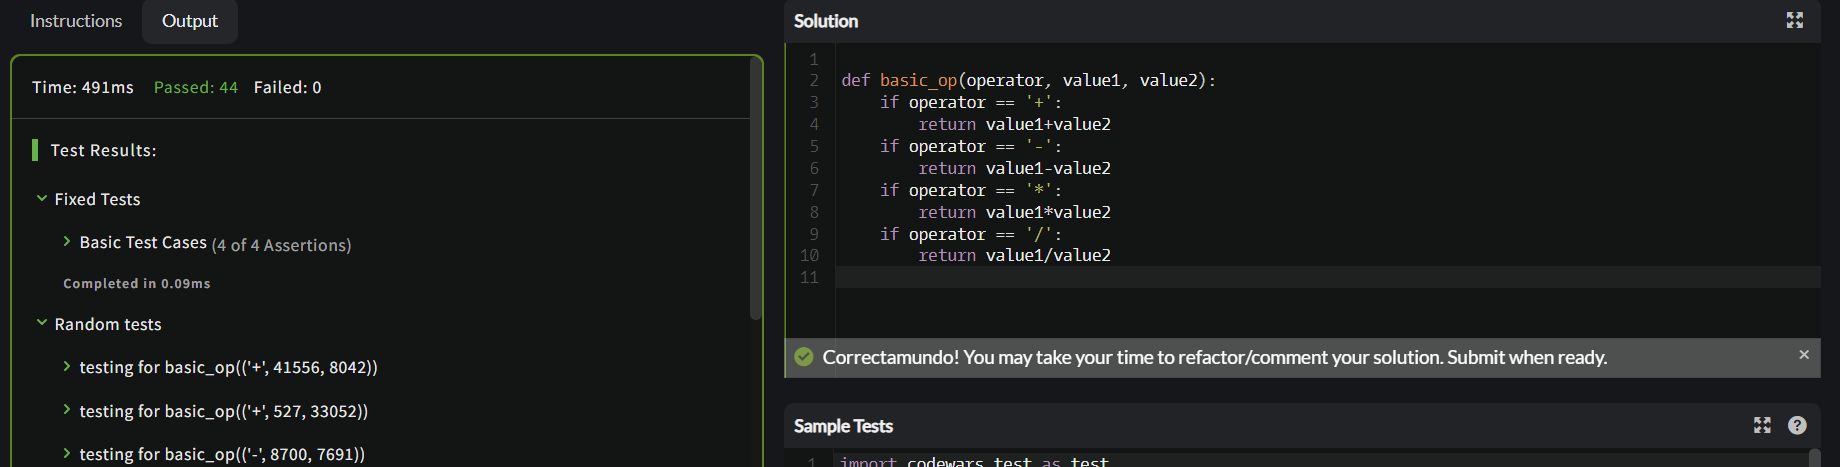 Instructions Output
Time: 491ms Passed: 44 Failed: 0
Test Results:
Fixed Tests
Basic Test Cases (4 of 4 Assertions)
Completed in 0.09ms
Random tests
testing for basic_op(('+', 41556, 8042))
testing for basic_op(('+', 527, 33052))
testing for basic_op(('-', 8700, 7691))
Solution
1
2 def basic_op(operator, value1, value2):
3     if operator == '+':
4         return value1+value2
5     if operator == '-':
6         return value1-value2
7     if operator == '*':
8         return value1*value2
9     if operator == '/':
10         return value1/value2
11
Correctamundo! You may take your time to refactor/comment your solution. Submit when ready. ×
Sample Tests ?
1 import codewars_test as test